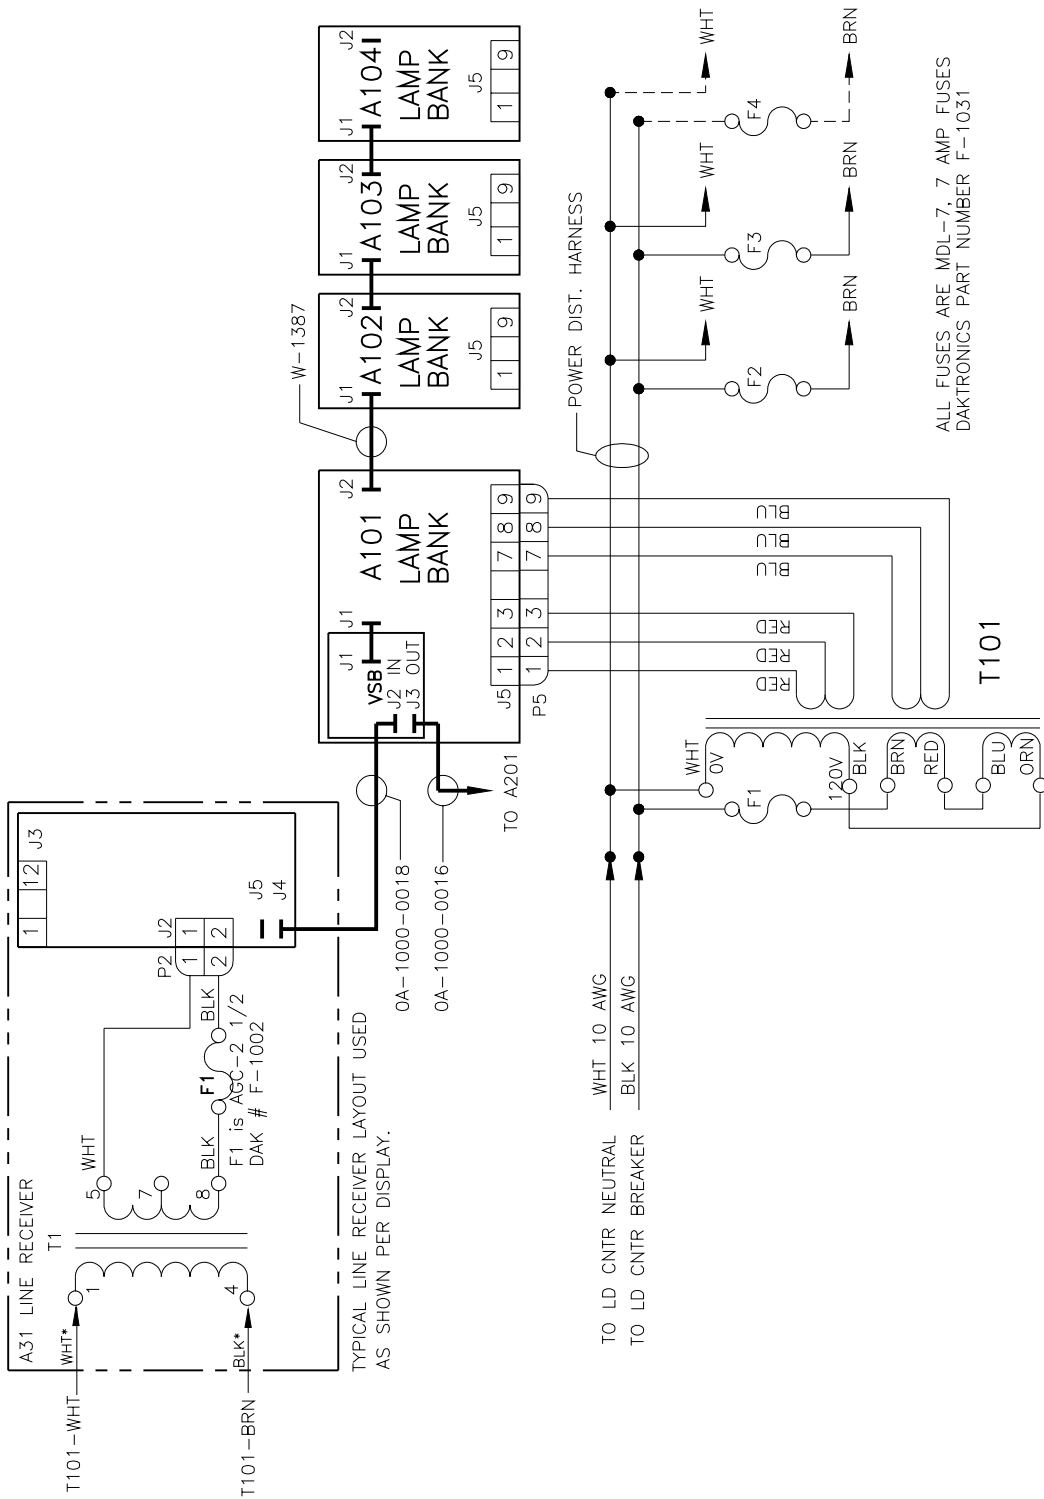 A31 LINE RECEIVER
T1
T101-WHT
WHT*
1
T101-BRN
BLK*
4
5
WHT
7
8
BLK
F1
BLK
F1 is AGC-2 1/2
DAK # F-1002
P2
J2
1
1
2
2
1
12
J3
J5
J4
TYPICAL LINE RECEIVER LAYOUT USED
AS SHOWN PER DISPLAY.
0A-1000-0018
0A-1000-0016
TO A201
VSB
J1
J2 IN
J3 OUT
J1
J2
A101
LAMP
BANK
J5
1
2
3
7
8
9
P5
1
2
3
7
8
9
W-1387
J1
J2
A102
LAMP
BANK
J5
1
9
J1
J2
A103
LAMP
BANK
J5
1
9
J1
J2
A104
LAMP
BANK
J5
1
9
TO LD CNTR NEUTRAL
WHT 10 AWG
TO LD CNTR BREAKER
BLK 10 AWG
POWER DIST. HARNESS
WHT
0V
F1
120V
BLK
BRN
RED
BLU
ORN
RED
RED
RED
BLU
BLU
BLU
T101
F2
WHT
BRN
F3
WHT
BRN
F4
WHT
BRN
ALL FUSES ARE MDL-7, 7 AMP FUSES
DAKTRONICS PART NUMBER F-1031